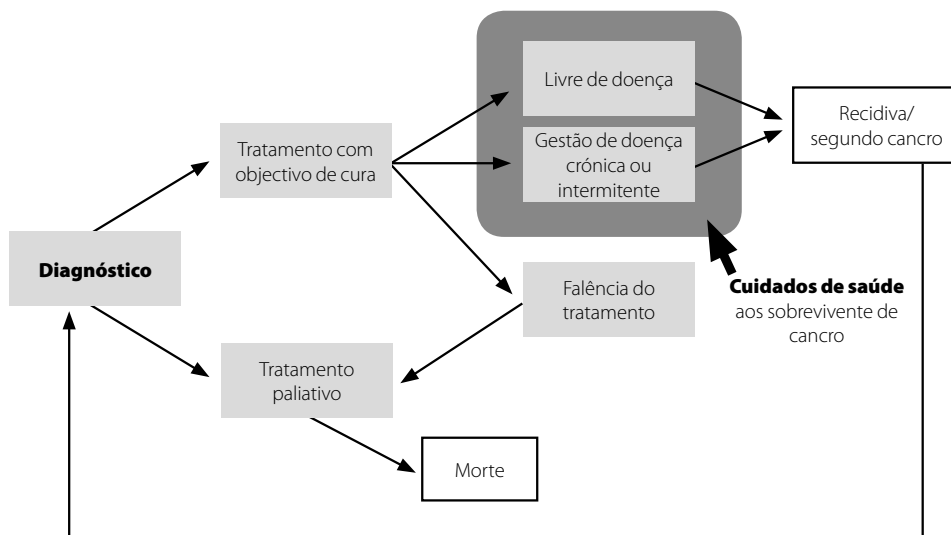 Livre de doença
Gestão de doença
crónica ou
intermitente
Recidiva/
segundo cancro
Tratamento com
objectivo de cura
Diagnóstico
Falência do
tratamento
Cuidados de saúde
aos sobrevivente de
cancro
Tratamento
paliativo
Morte